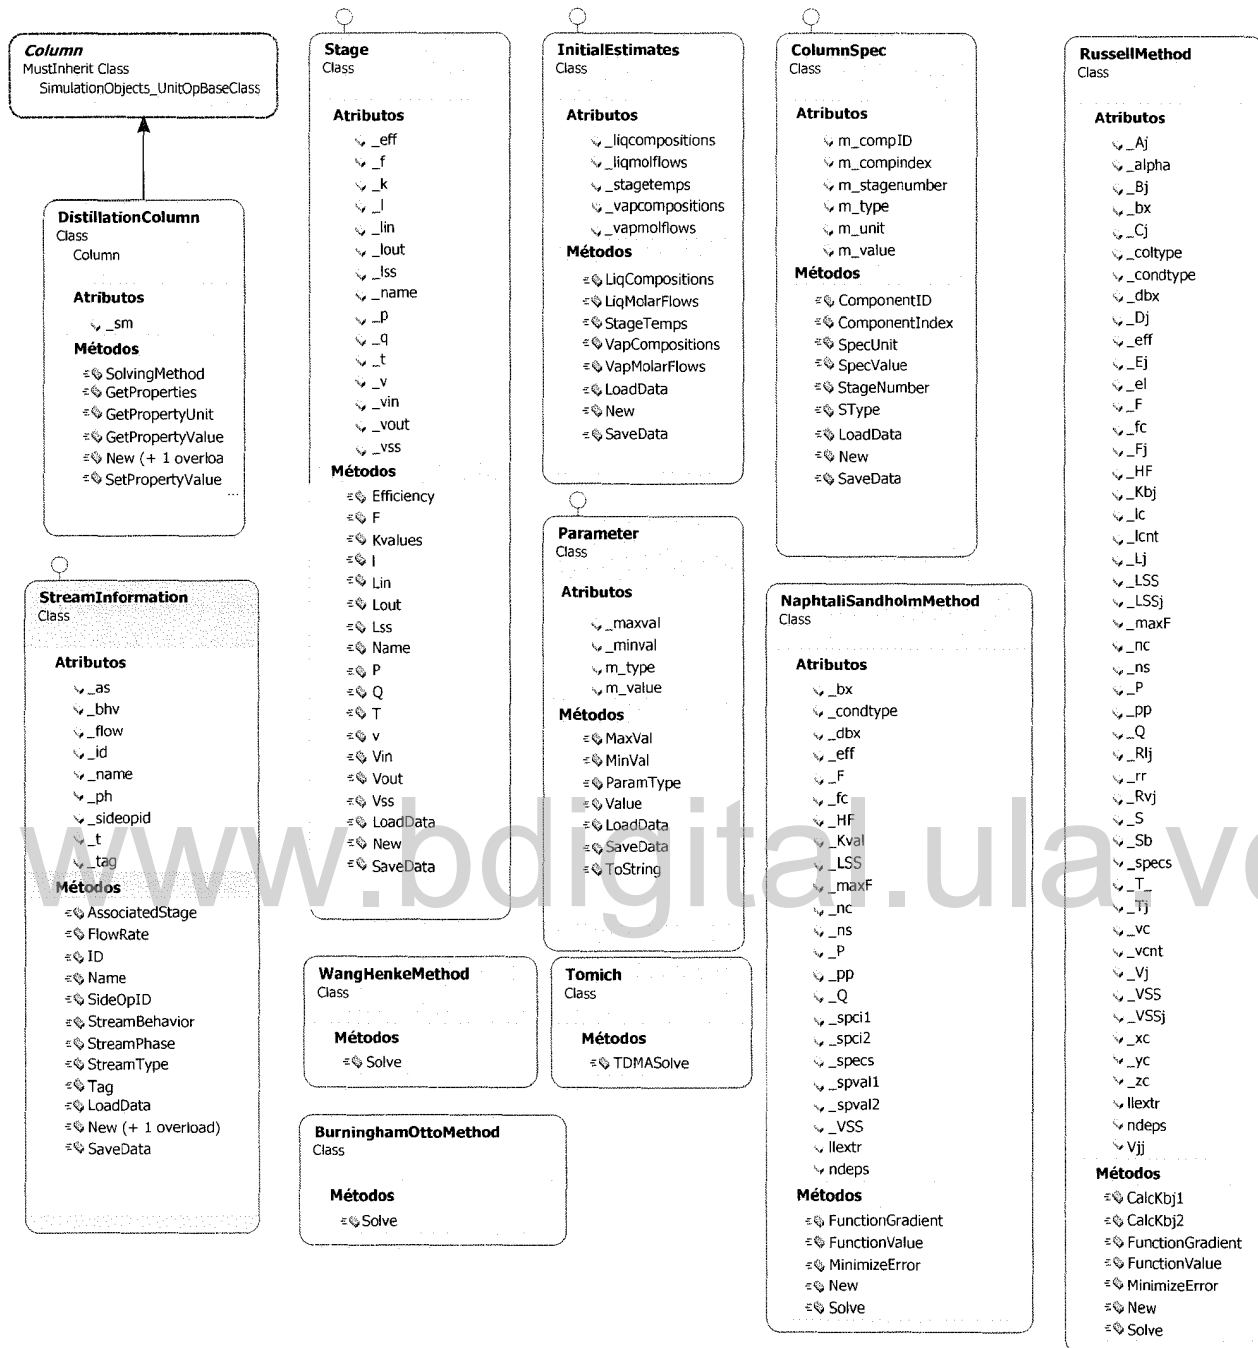 Column
MustInherit Class
SimulationObjects_UnitOpBaseClass
DistillationColumn
Class
Column
Atributos
_sm
Métodos
SolvingMethod
GetProperties
GetPropertyUnit
GetPropertyValue
New (+ 1 overloa
SetPropertyValue
...
StreamInformation
Class
Atributos
_as
_bhv
_flow
_id
_name
_ph
_sideopid
_t
_tag
Métodos
AssociatedStage
FlowRate
ID
Name
SideOpID
StreamBehavior
StreamPhase
StreamType
Tag
LoadData
New (+ 1 overload)
SaveData
Stage
Class
Atributos
_eff
_f
_k
_l
_lin
_lout
_lss
_name
_p
_q
_t
_v
_vin
_vout
_vss
Métodos
Efficiency
F
Kvalues
l
Lin
Lout
Lss
Name
P
Q
T
v
Vin
Vout
Vss
LoadData
New
SaveData
WangHenkeMethod
Class
Métodos
Solve
BurninghamOttoMethod
Class
Métodos
Solve
InitialEstimates
Class
Atributos
_liqcompositions
_liqmolflows
_stagetemps
_vapcompositions
_vapmolflows
Métodos
LiqCompositions
LiqMolarFlows
StageTemps
VapCompositions
VapMolarFlows
LoadData
New
SaveData
Parameter
Class
Atributos
_maxval
_minval
m_type
m_value
Métodos
MaxVal
MinVal
ParamType
Value
LoadData
SaveData
ToString
Tomich
Class
Métodos
TDMASolve
ColumnSpec
Class
Atributos
m_compID
m_compindex
m_stagenumber
m_type
m_unit
m_value
Métodos
ComponentID
ComponentIndex
SpecUnit
SpecValue
StageNumber
SType
LoadData
New
SaveData
NaphtaliSandholmMethod
Class
Atributos
_bx
_condtype
_dbx
_eff
_F
_fc
_HF
_Kval
_LSS
_maxF
_nc
_ns
_P
_pp
_Q
_spci1
_spci2
_specs
_spval1
_spval2
_VSS
llextr
ndeps
Métodos
FunctionGradient
FunctionValue
MinimizeError
New
Solve
RussellMethod
Class
Atributos
_Aj
_alpha
_Bj
_bx
_Cj
_coltype
_condtype
_dbx
_Dj
_eff
_Ej
_el
_F
_fc
_Fj
_HF
_Kbj
_lc
_lcnt
_Lj
_LSS
_LSSj
_maxF
_nc
_ns
_P
_pp
_Q
_Rlj
_rr
_Rvj
_S
_Sb
_specs
_T_
_Tj
_vc
_vcnt
_Vj
_VSS
_VSSj
_xc
_yc
_zc
llextr
ndeps
Vjj
Métodos
CalcKbj1
CalcKbj2
FunctionGradient
FunctionValue
MinimizeError
New
Solve
www.bdigital.ula.ve